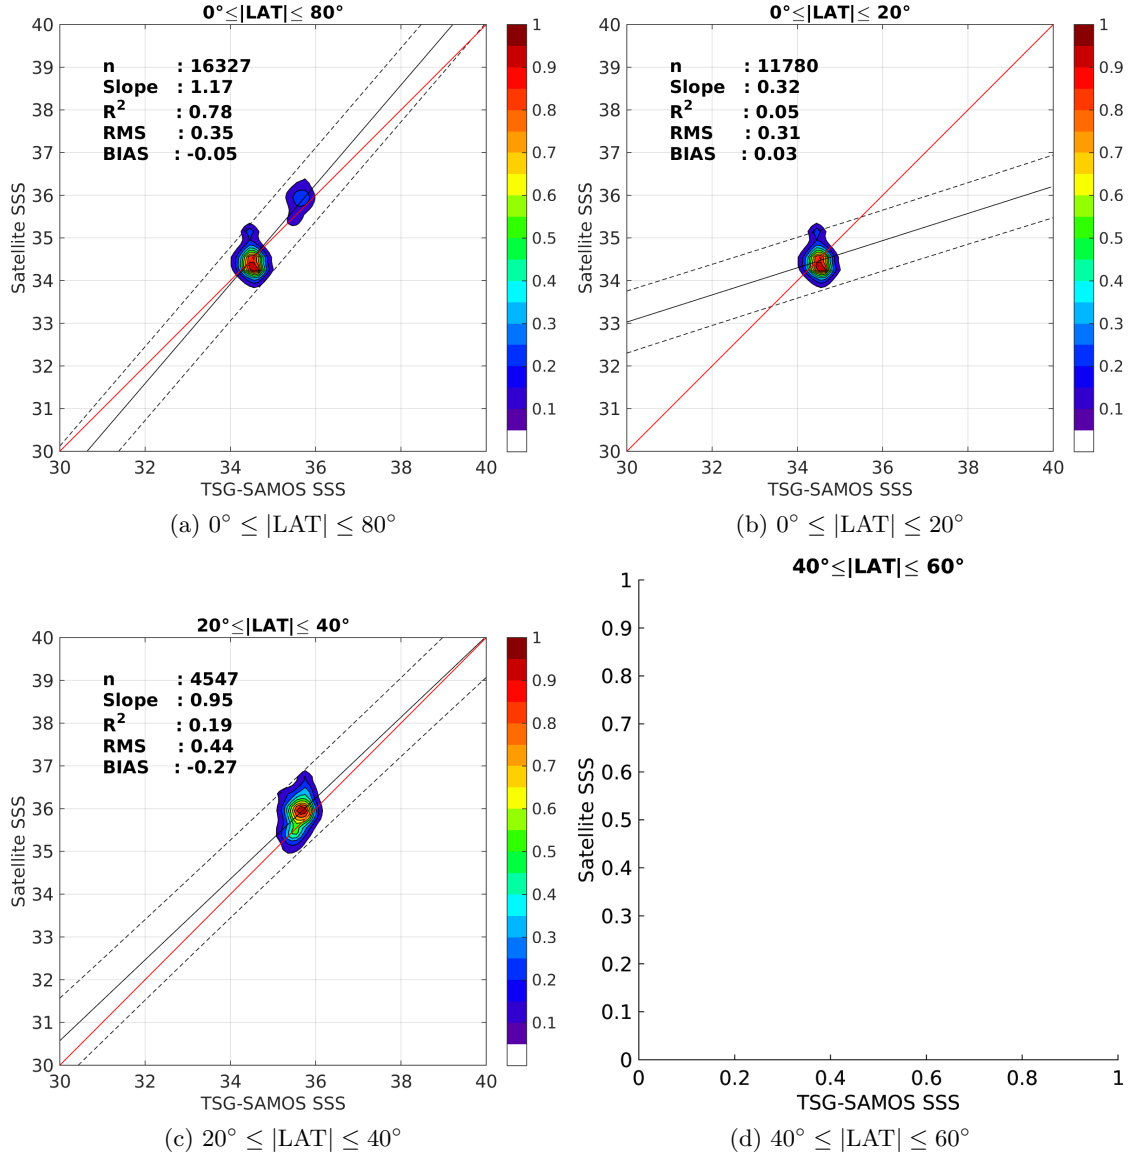 0°≤|LAT|≤ 80°
40
39
38
37
36
35
34
33
32
31
30
n : 16327
Slope : 1.17
R² : 0.78
RMS : 0.35
BIAS : -0.05
Satellite SSS
30 32 34 36 38 40
TSG-SAMOS SSS
1
0.9
0.8
0.7
0.6
0.5
0.4
0.3
0.2
0.1
(a) 0° ≤ |LAT| ≤ 80°
0°≤|LAT|≤ 20°
40
39
38
37
36
35
34
33
32
31
30
n : 11780
Slope : 0.32
R² : 0.05
RMS : 0.31
BIAS : 0.03
Satellite SSS
30 32 34 36 38 40
TSG-SAMOS SSS
1
0.9
0.8
0.7
0.6
0.5
0.4
0.3
0.2
0.1
(b) 0° ≤ |LAT| ≤ 20°
20°≤|LAT|≤ 40°
40
39
38
37
36
35
34
33
32
31
30
n : 4547
Slope : 0.95
R² : 0.19
RMS : 0.44
BIAS : -0.27
Satellite SSS
30 32 34 36 38 40
TSG-SAMOS SSS
1
0.9
0.8
0.7
0.6
0.5
0.4
0.3
0.2
0.1
(c) 20° ≤ |LAT| ≤ 40°
40°≤|LAT|≤ 60°
1
0.9
0.8
0.7
0.6
0.5
0.4
0.3
0.2
0.1
0
Satellite SSS
0 0.2 0.4 0.6 0.8 1
TSG-SAMOS SSS
(d) 40° ≤ |LAT| ≤ 60°